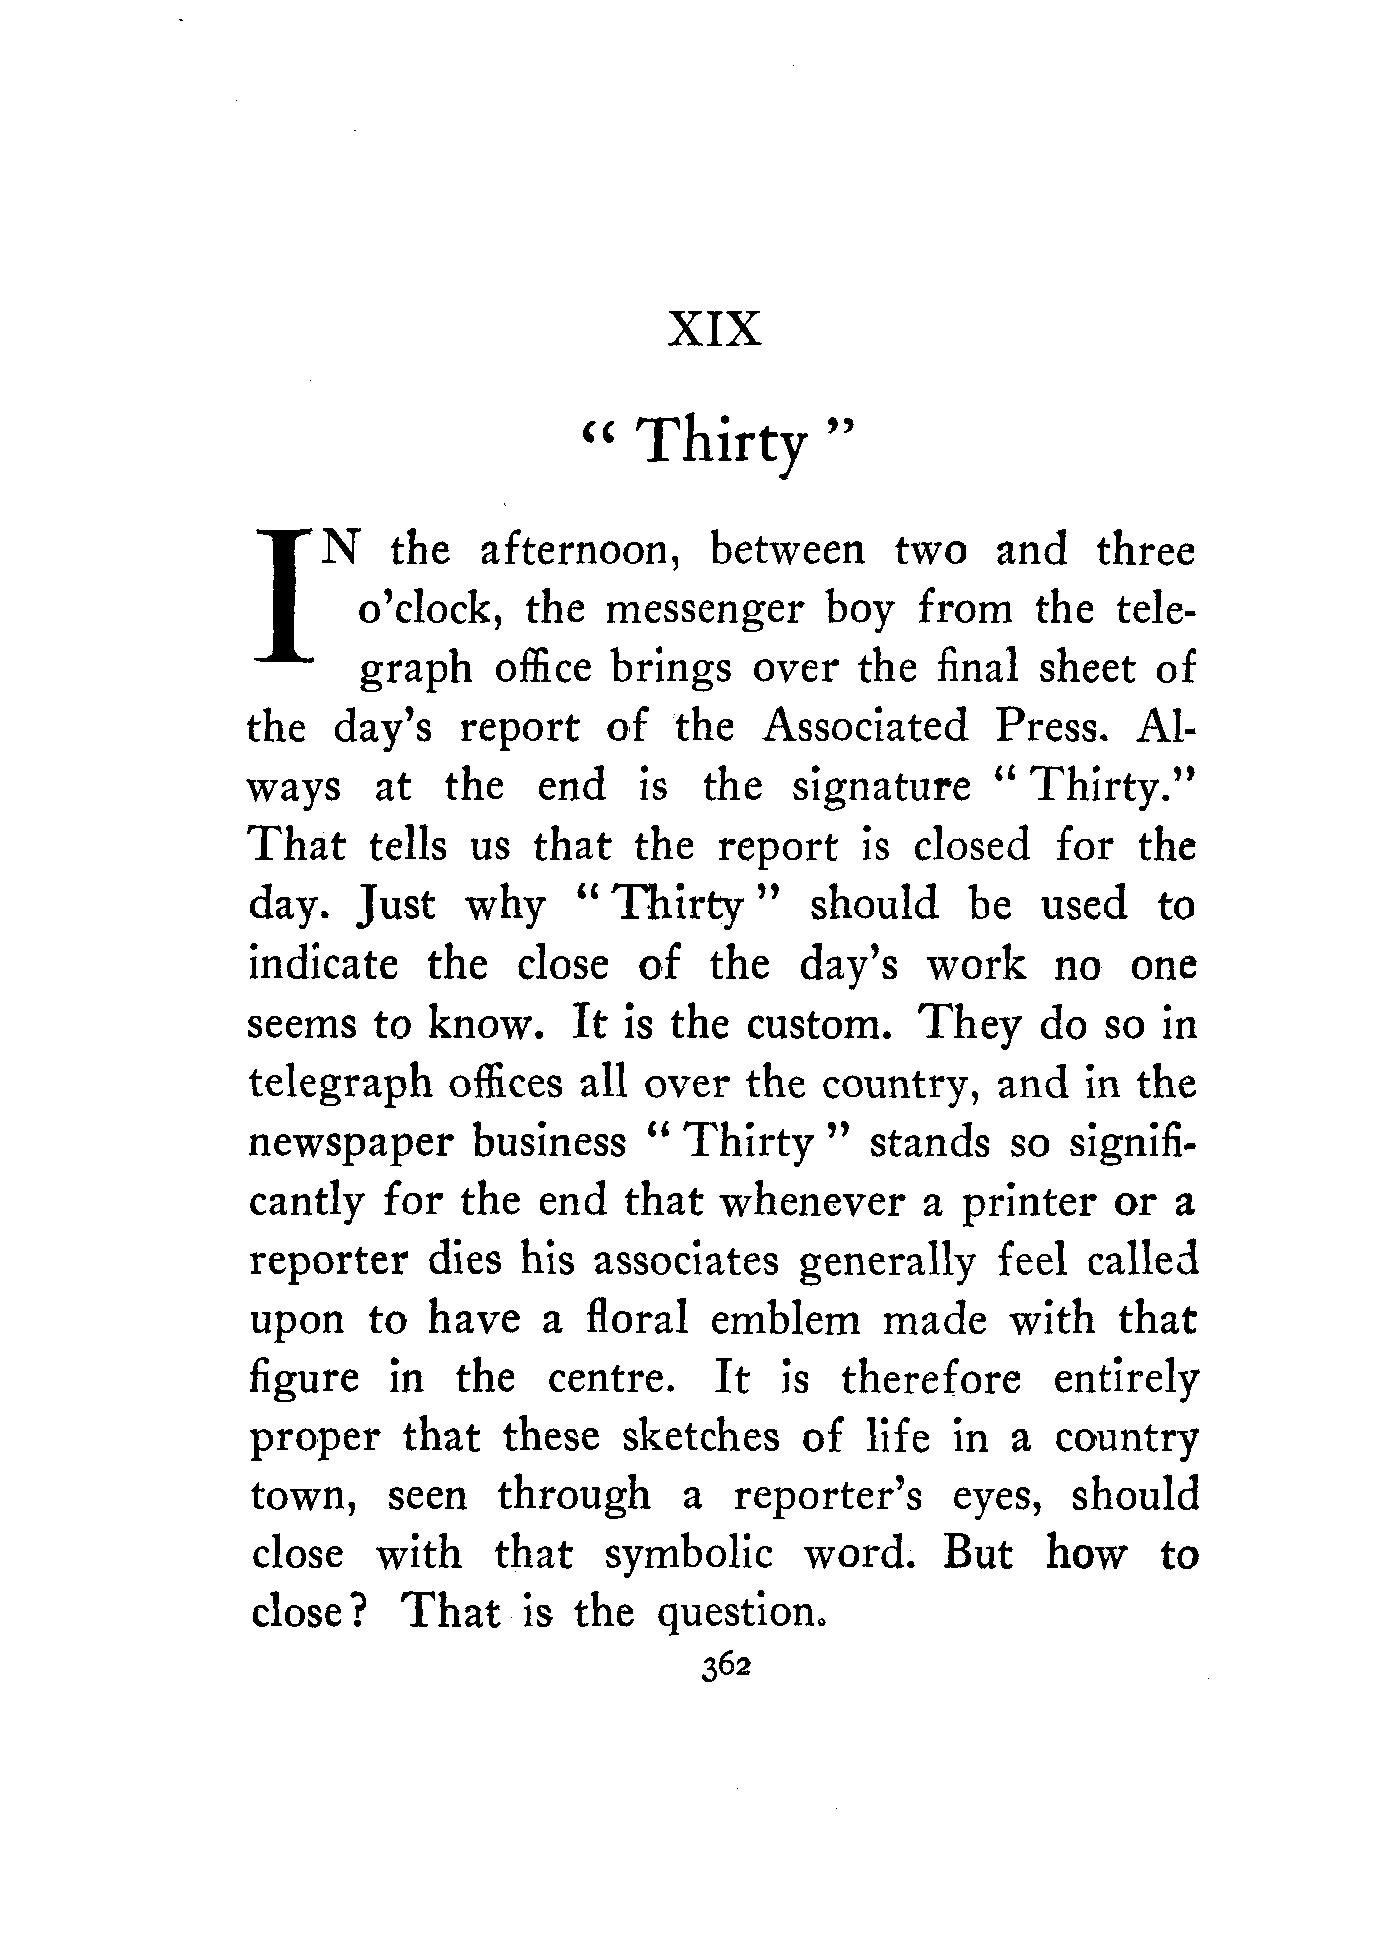 XIX
“ Thirty ”
IN the afternoon, between two and three
o’clock, the messenger boy from the tele-
graph office brings over the final sheet of
the day’s report of the Associated Press. Al-
ways at the end is the signature “ Thirty.”
That tells us that the report is closed for the
day. Just why “ Thirty ” should be used to
indicate the close of the day’s work no one
seems to know. It is the custom. They do so in
telegraph offices all over the country, and in the
newspaper business “ Thirty ” stands so signifi-
cantly for the end that whenever a printer or a
reporter dies his associates generally feel called
upon to have a floral emblem made with that
figure in the centre. It is therefore entirely
proper that these sketches of life in a country
town, seen through a reporter’s eyes, should
close with that symbolic word. But how to
close? That is the question.
362